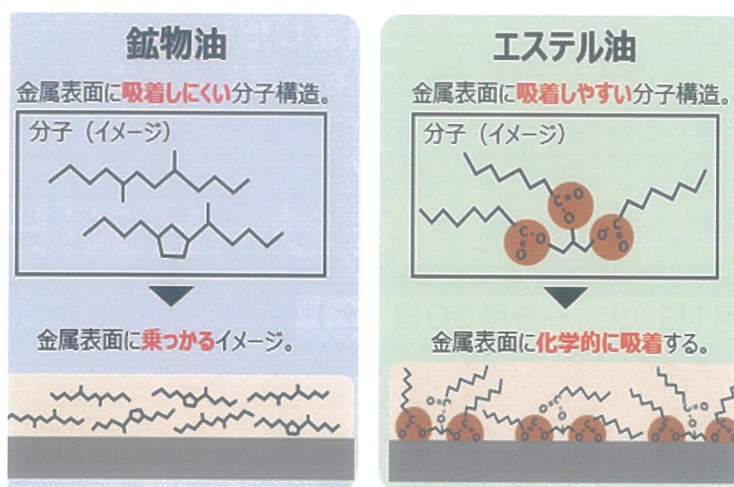 鉱物油
金属表面に吸着しにくい分子構造。
分子（イメージ）
金属表面に乗っかるイメージ。
エステル油
金属表面に吸着しやすい分子構造。
分子（イメージ）
C=O
O
C-O
O
O-C
O
金属表面に化学的に吸着する。